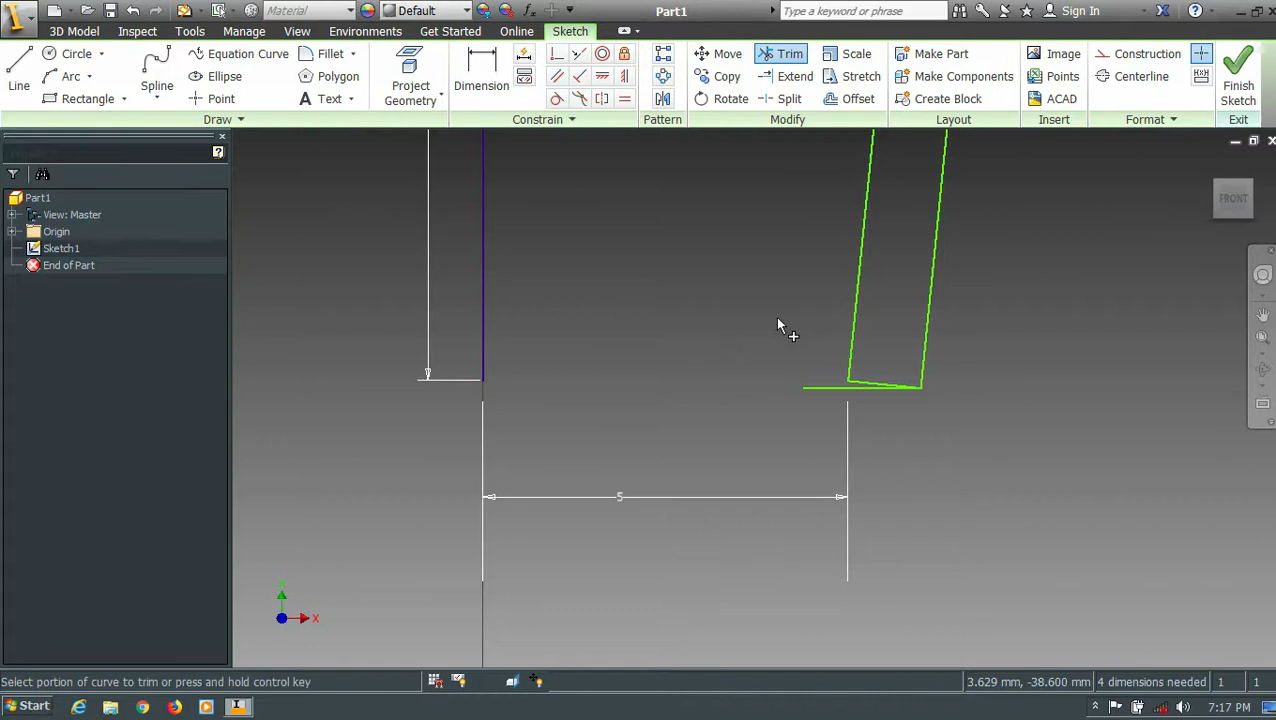 Material
Default
Part1
Type a keyword or phrase
Sign In
Sketch
3D Model
Inspect
Tools
Manage
View
Environments
Get Started
Online
Line
Circle
Arc
Rectangle
Spline
Equation Curve
Ellipse
Point
Fillet
Polygon
A Text
Project Geometry
Dimension
Move
Copy
Rotate
Trim
Extend
Split
Scale
Stretch
Offset
Make Part
Make Components
Create Block
Image
Points
ACAD
Construction
Centerline
Finish Sketch
Draw
Constrain
Pattern
Modify
Layout
Insert
Format
Exit
Part1
View: Master
Origin
Sketch1
End of Part
FRONT
5
X
Select portion of curve to trim or press and hold control key
3.629 mm, -38.600 mm
4 dimensions needed
1
1
Start
7:17 PM